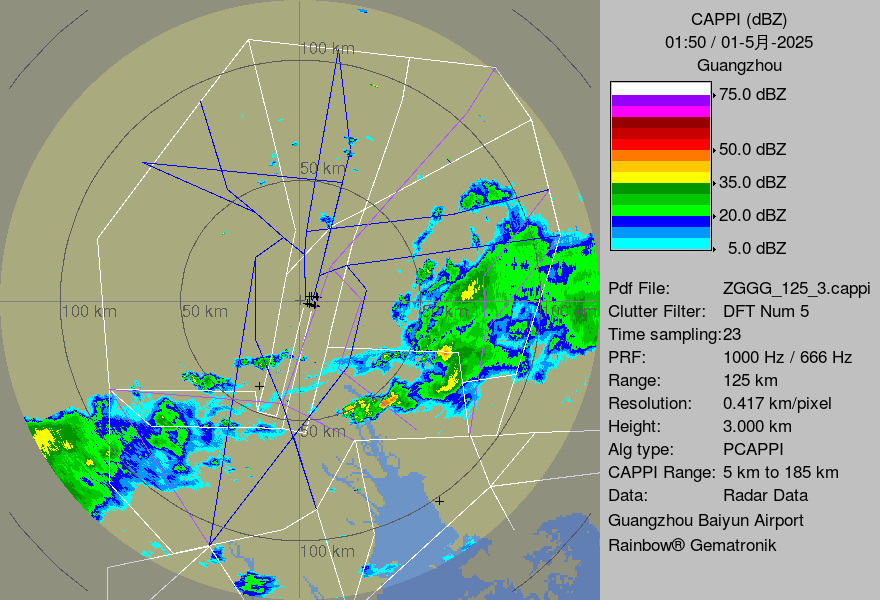 CAPPI (dBZ)
01:50 / 01-5月-2025
Guangzhou
75.0 dBZ
50.0 dBZ
35.0 dBZ
20.0 dBZ
5.0 dBZ
Pdf File: ZGGG_125_3.cappi
Clutter Filter: DFT Num 5
Time sampling:23
PRF: 1000 Hz / 666 Hz
Range: 125 km
Resolution: 0.417 km/pixel
Height: 3.000 km
Alg type: PCAPPI
CAPPI Range: 5 km to 185 km
Data: Radar Data
Guangzhou Baiyun Airport
Rainbow® Gematronik
100 km
50 km
100 km
50 km
50 km
100 km
50 km
100 km